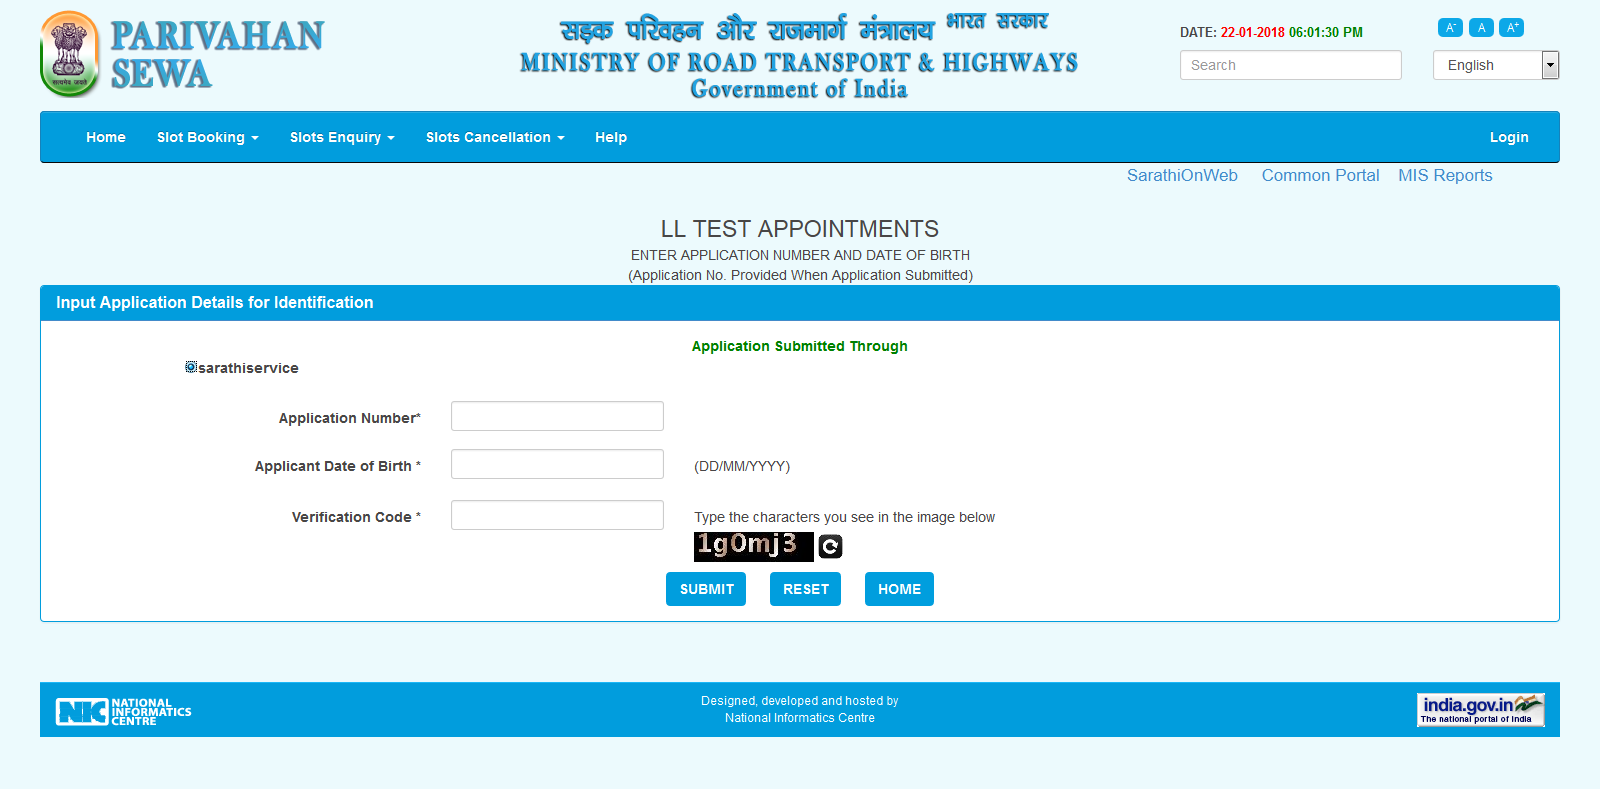 PARIVAHAN
SEWA
सड़क परिवहन और राजमार्ग मंत्रालय भारत सरकार
MINISTRY OF ROAD TRANSPORT & HIGHWAYS
Government of India
DATE: 22-01-2018 06:01:30 PM
A- A A+
Search
English
Home Slot Booking Slots Enquiry Slots Cancellation Help Login
SarathiOnWeb Common Portal MIS Reports
LL TEST APPOINTMENTS
ENTER APPLICATION NUMBER AND DATE OF BIRTH
(Application No. Provided When Application Submitted)
Input Application Details for Identification
Application Submitted Through
sarathiservice
Application Number*
Applicant Date of Birth * (DD/MM/YYYY)
Verification Code * Type the characters you see in the image below
1g0mj3
SUBMIT RESET HOME
NIC NATIONAL
INFORMATICS
CENTRE
Designed, developed and hosted by
National Informatics Centre
india.gov.in
The national portal of India